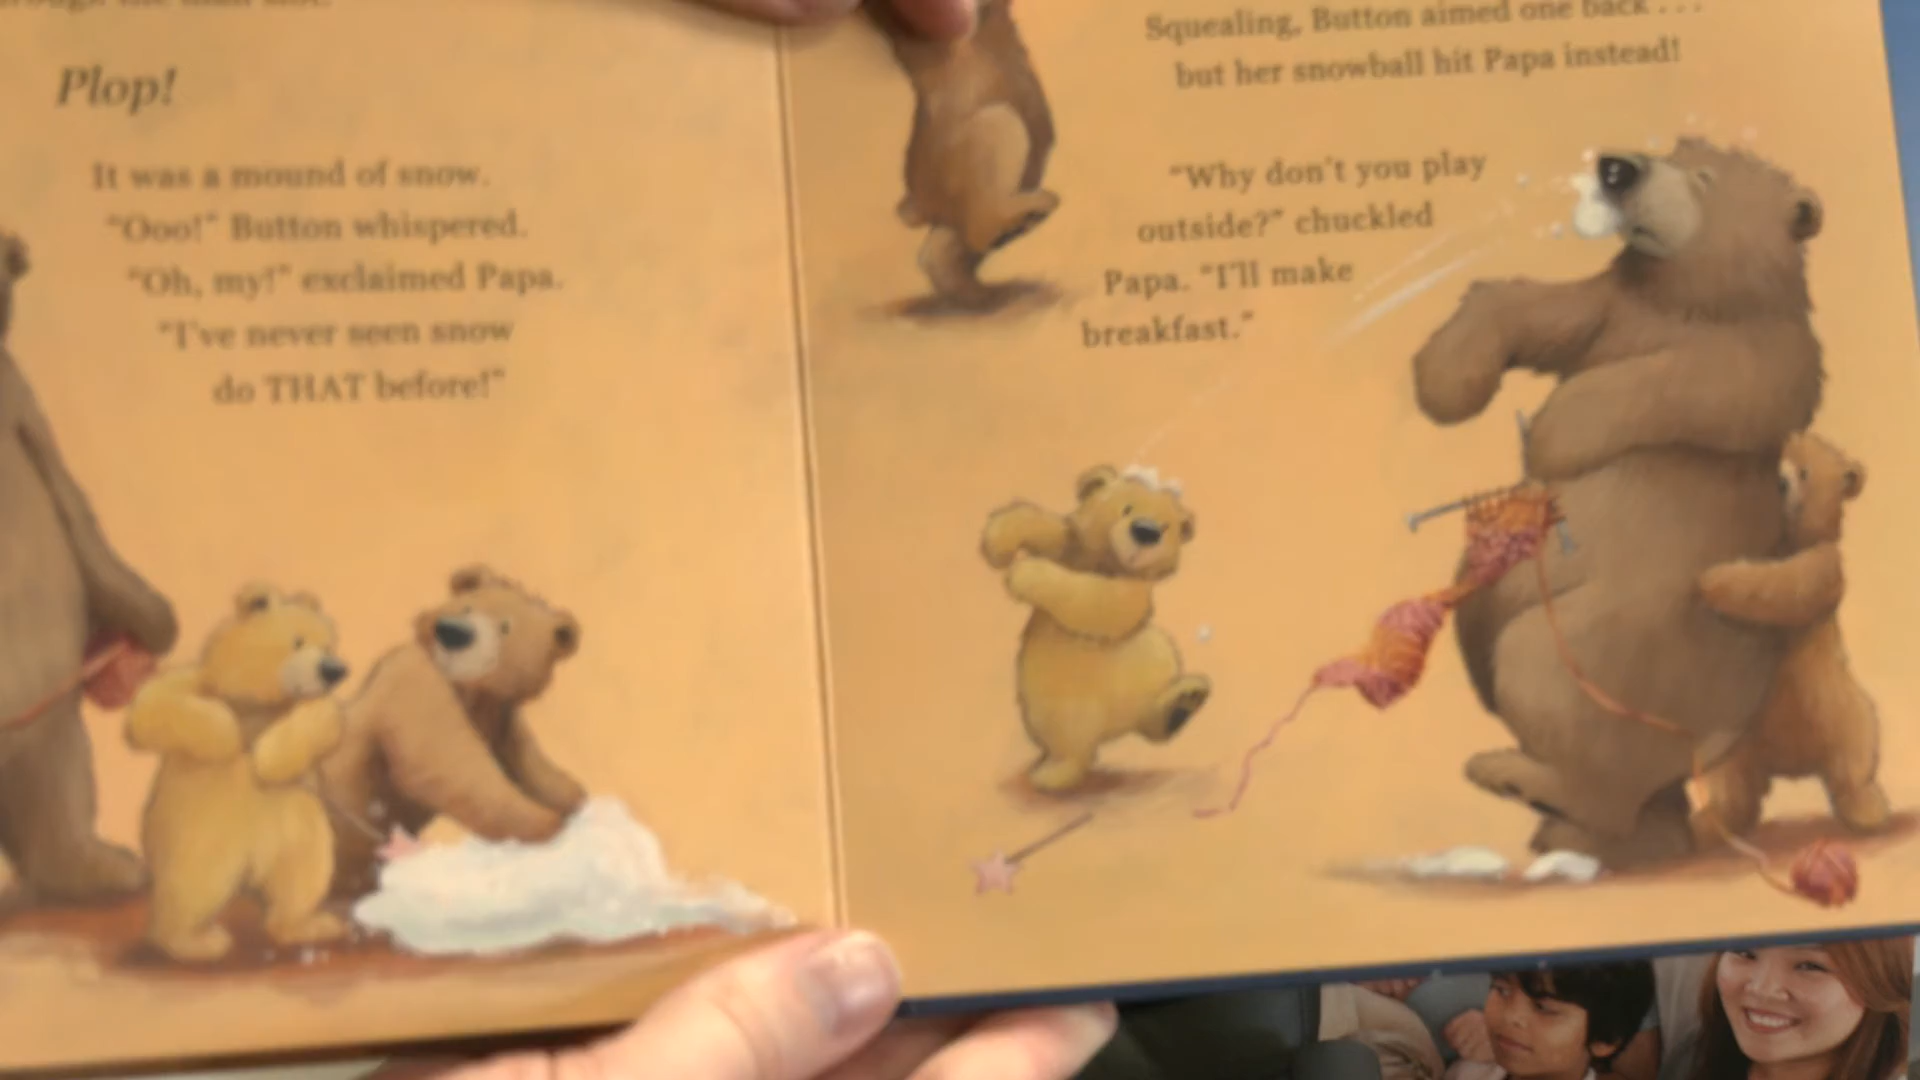 Plop!
It was a mound of snow.
"Ooo!" Button whispered.
"Oh, my!" exclaimed Papa.
"I've never seen snow
do THAT before!"
Squealing, Button aimed one back . . .
but her snowball hit Papa instead!
"Why don't you play
outside?" chuckled
Papa. "I'll make
breakfast."